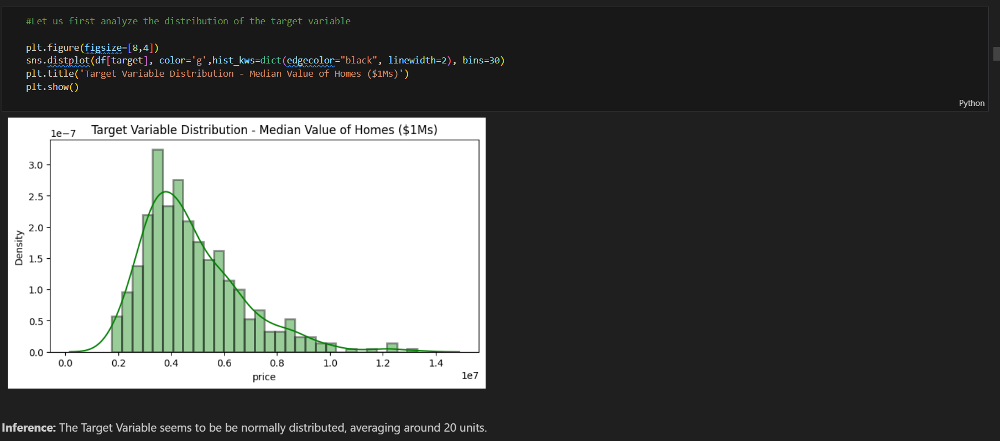 #Let us first analyze the distribution of the target variable
plt.figure(figsize=[8,4])
sns.distplot(df[target], color='g',hist_kws=dict(edgecolor="black", linewidth=2), bins=30)
plt.title('Target Variable Distribution - Median Value of Homes ($1Ms)')
plt.show()
Python
1e−7
Target Variable Distribution - Median Value of Homes ($1Ms)
3.0
2.5
2.0
1.5
1.0
0.5
0.0
Density
0.0 0.2 0.4 0.6 0.8 1.0 1.2 1.4
price
1e7
Inference: The Target Variable seems to be be normally distributed, averaging around 20 units.